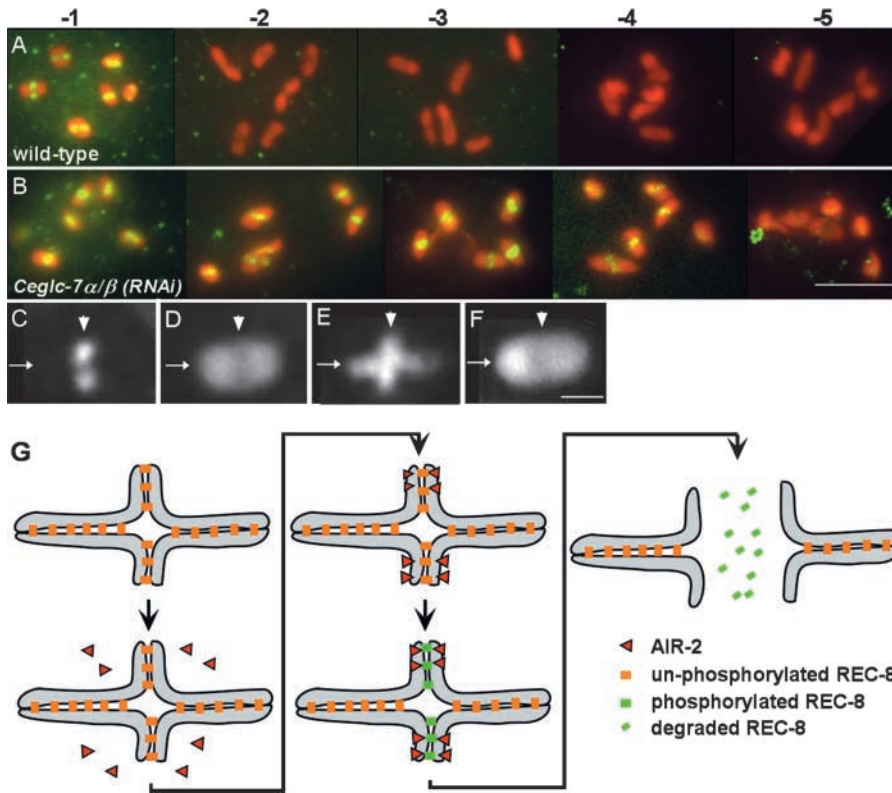 -1 -2 -3 -4 -5
A
wild-type
B
Ceglc-7α/β (RNAi)
C D E F
G
AIR-2
un-phosphorylated REC-8
phosphorylated REC-8
degraded REC-8